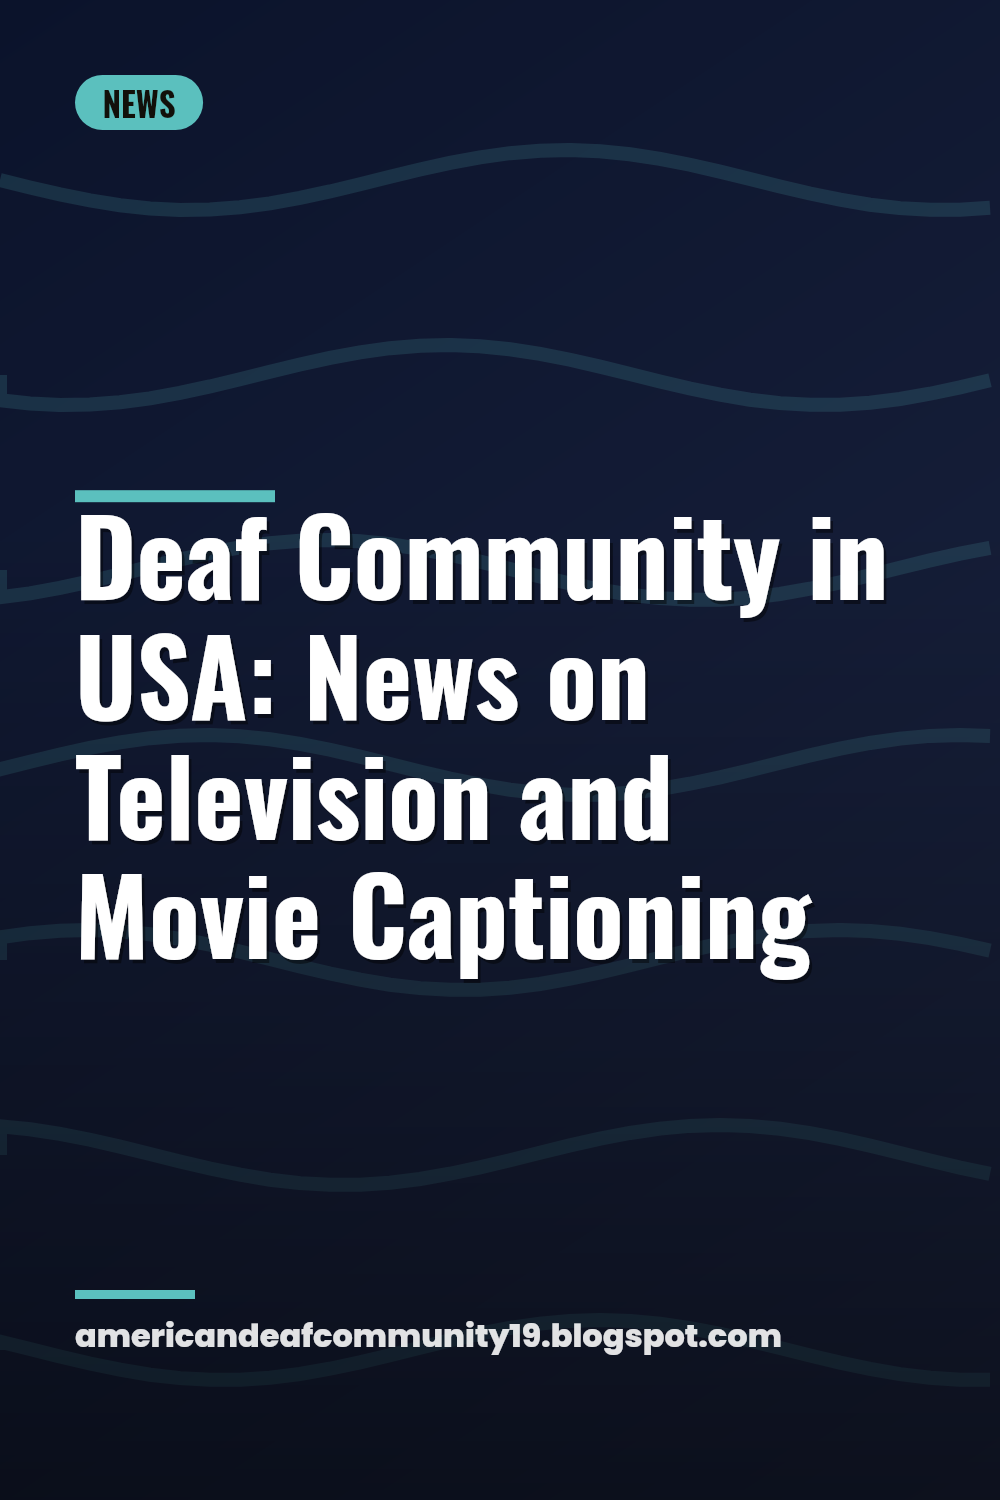 NEWS
Deaf Community in
USA: News on
Television and
Movie Captioning
americandeafcommunity19.blogspot.com